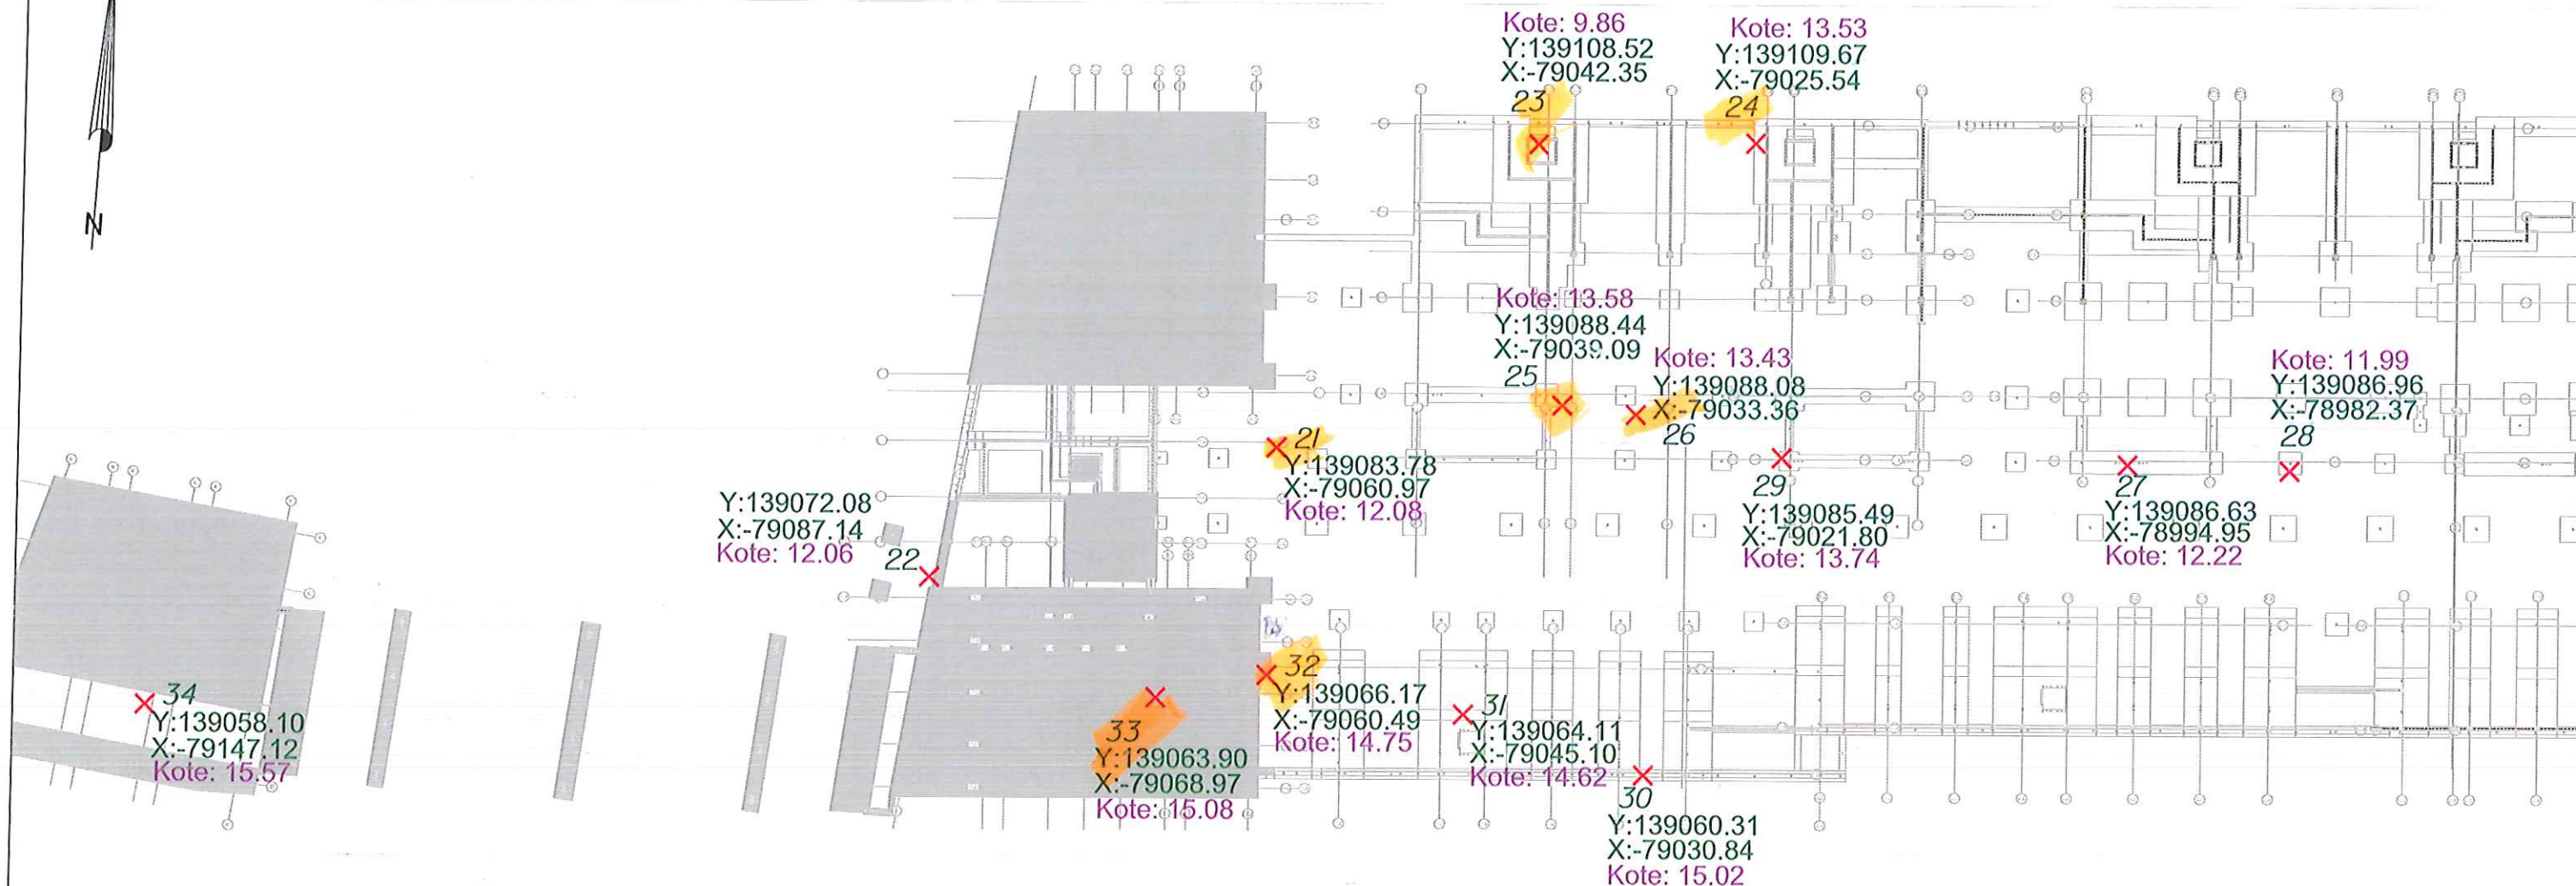 N
Kote: 9.86
Y:139108.52
X:-79042.35
23
Kote: 13.53
Y:139109.67
X:-79025.54
24
Kote: 13.58
Y:139088.44
X:-79039.09
25
Kote: 13.43
Y:139088.08
X:-79033.36
26
Kote: 11.99
Y:139086.96
X:-78982.37
28
21
Y:139083.78
X:-79060.97
Kote: 12.08
Y:139072.08
X:-79087.14
Kote: 12.06
22
29
Y:139085.49
X:-79021.80
Kote: 13.74
27
Y:139086.63
X:-78994.95
Kote: 12.22
34
Y:139058.10
X:-79147.12
Kote: 15.57
32
Y:139066.17
X:-79060.49
Kote: 14.75
33
Y:139063.90
X:-79068.97
Kote: 15.08
31
Y:139064.11
X:-79045.10
Kote: 14.62
30
Y:139060.31
X:-79030.84
Kote: 15.02